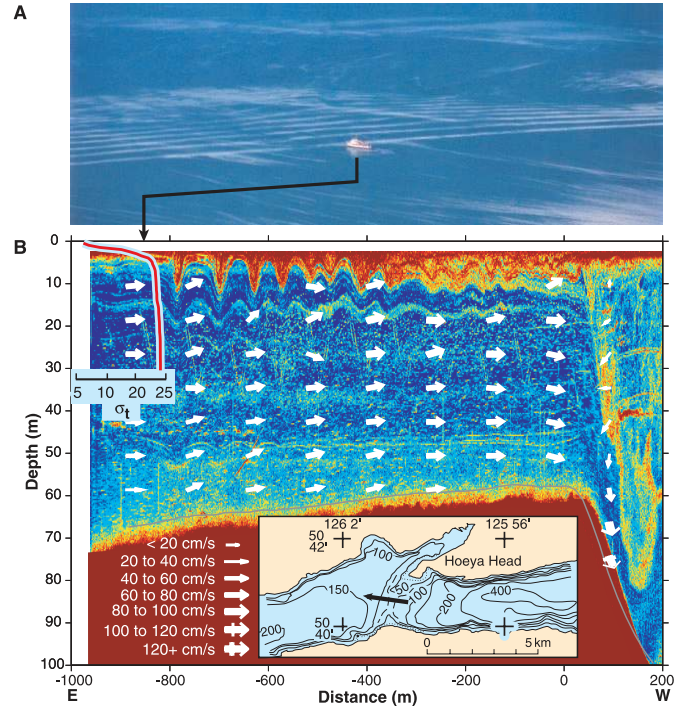 A
B
0
10
20
30
40
50
60
70
80
90
100
Depth (m)
5 15 25
σt
< 20 cm/s
20 to 40 cm/s
40 to 60 cm/s
60 to 80 cm/s
80 to 100 cm/s
100 to 120 cm/s
120+ cm/s
126 2' 125 56'
50
42'
100
Hoeya Head
150
50
100
200
400
200
50
40'
0 5 km
-1000 -800 -600 -400 -200 0 200
E Distance (m) W